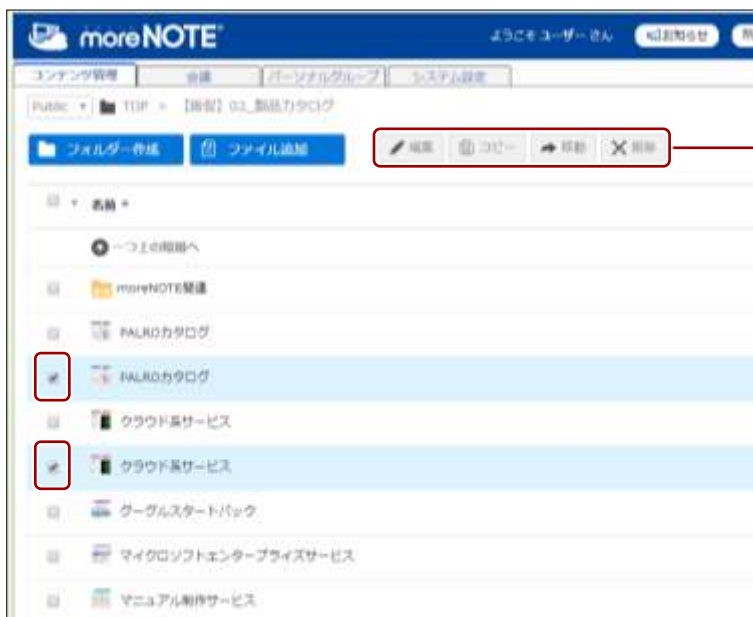 moreNOTE
ようこそ ユーザー さん
お知らせ
コンテンツ管理 会議 パーソナルグループ システム設定
Public TOP > 【複製】03_製品カタログ
フォルダー作成 ファイル追加 編集 コピー 移動 削除
名前
一つ上の階層へ
moreNOTE関連
PALROカタログ
PALROカタログ
クラウド系サービス
クラウド系サービス
グーグルスタートパック
マイクロソフトエンタープライズサービス
マニュアル制作サービス